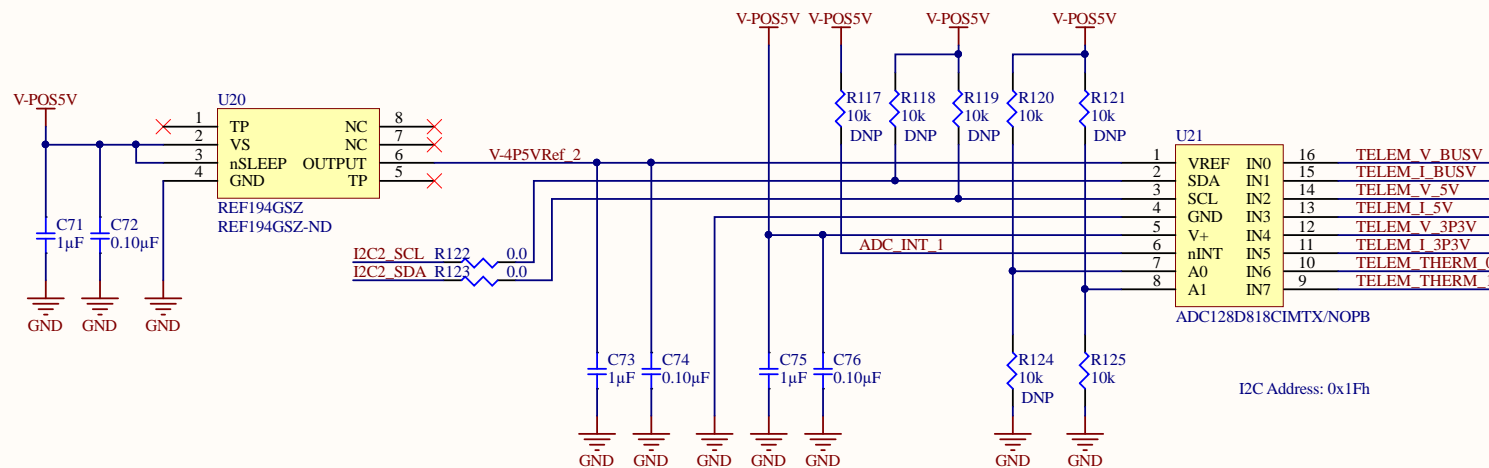 V-POS5V V-POS5V V-POS5V V-POS5V
V-POS5V
U20
1 TP NC 8
2 VS NC 7
3 nSLEEP OUTPUT 6
4 GND TP 5
REF194GSZ
REF194GSZ-ND
C71
1µF
C72
0.10µF
GND
GND
GND
V-4P5VRef_2
I2C2_SCL R122 0.0
I2C2_SDA R123 0.0
R117
10k
DNP
R118
10k
R119
10k
DNP
R120
10k
R121
10k
DNP
ADC_INT_1
U21
1 VREF IN0 16 TELEM_V_BUSV
2 SDA IN1 15 TELEM_I_BUSV
3 SCL IN2 14 TELEM_V_5V
4 GND IN3 13 TELEM_I_5V
5 V+ IN4 12 TELEM_V_3P3V
6 nINT IN5 11 TELEM_I_3P3V
7 A0 IN6 10 TELEM_THERM_0
8 A1 IN7 9 TELEM_THERM_
ADC128D818CIMTX/NOPB
C73
1µF
C74
0.10µF
C75
1µF
C76
0.10µF
R124
10k
DNP
R125
10k
I2C Address: 0x1Fh
GND GND GND GND GND GND GND